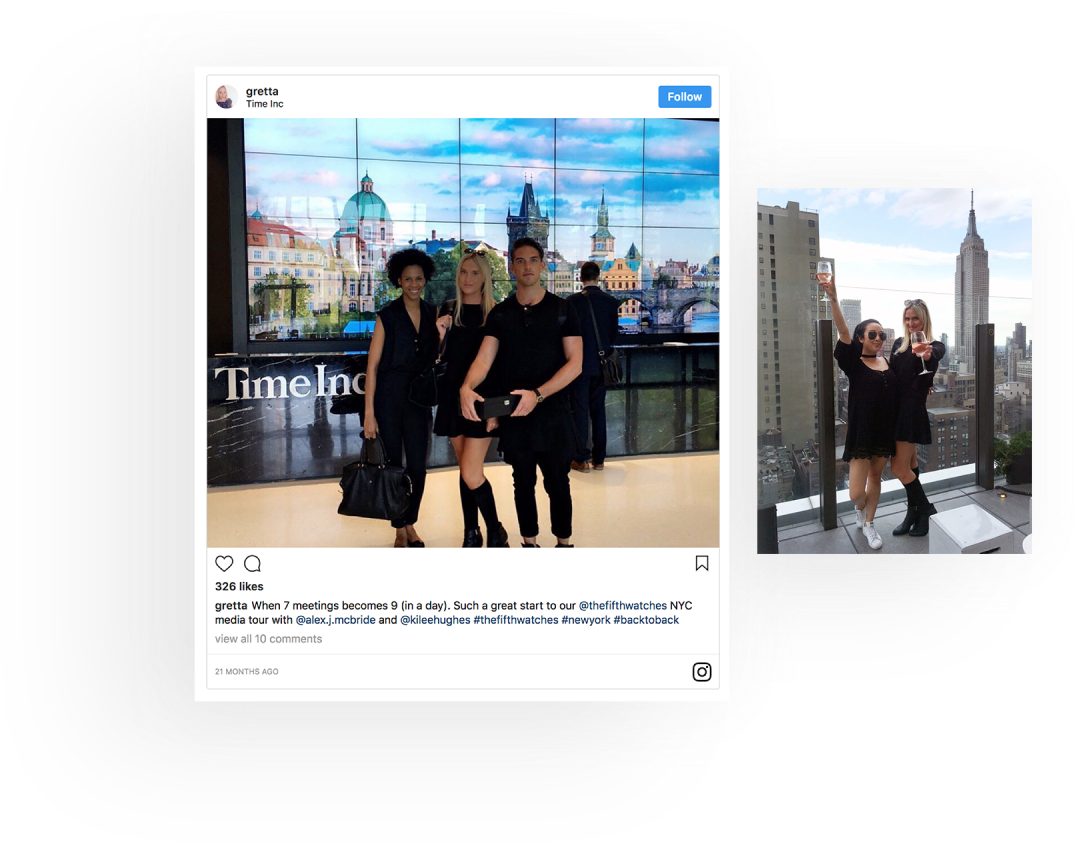 gretta
Time Inc
Follow
Time Inc
326 likes
gretta When 7 meetings becomes 9 (in a day). Such a great start to our @thefifthwatches NYC
media tour with @alex.j.mcbride and @kileehughes #thefifthwatches #newyork #backtoback
view all 10 comments
21 MONTHS AGO